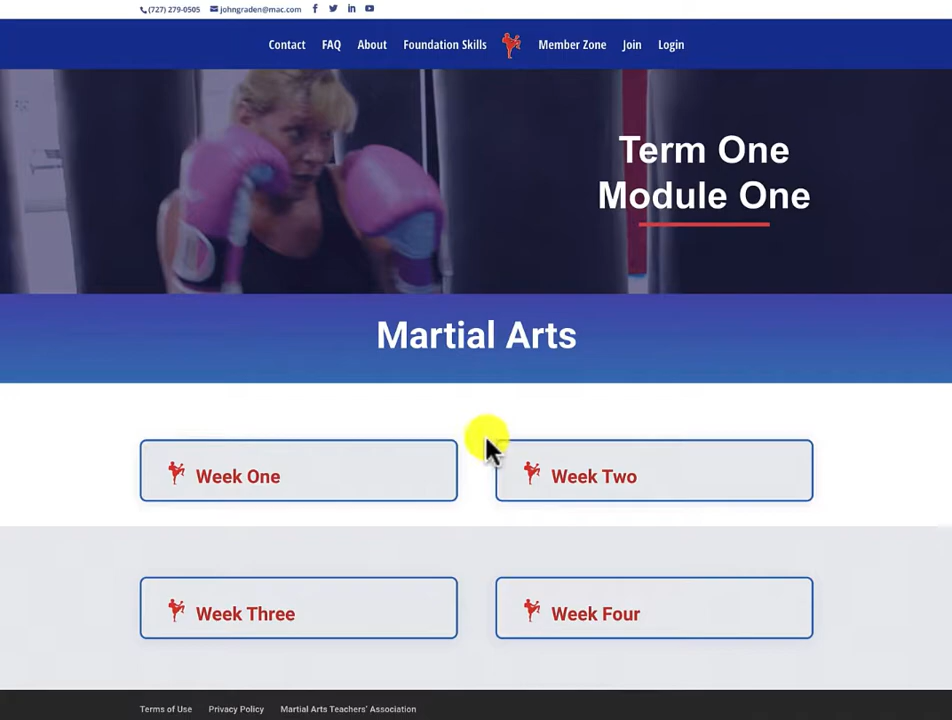 (727) 279-0505 johngraden@mac.com
Contact FAQ About Foundation Skills Member Zone Join Login
Term One
Module One
Martial Arts
Week One Week Two
Week Three Week Four
Terms of Use Privacy Policy Martial Arts Teachers' Association